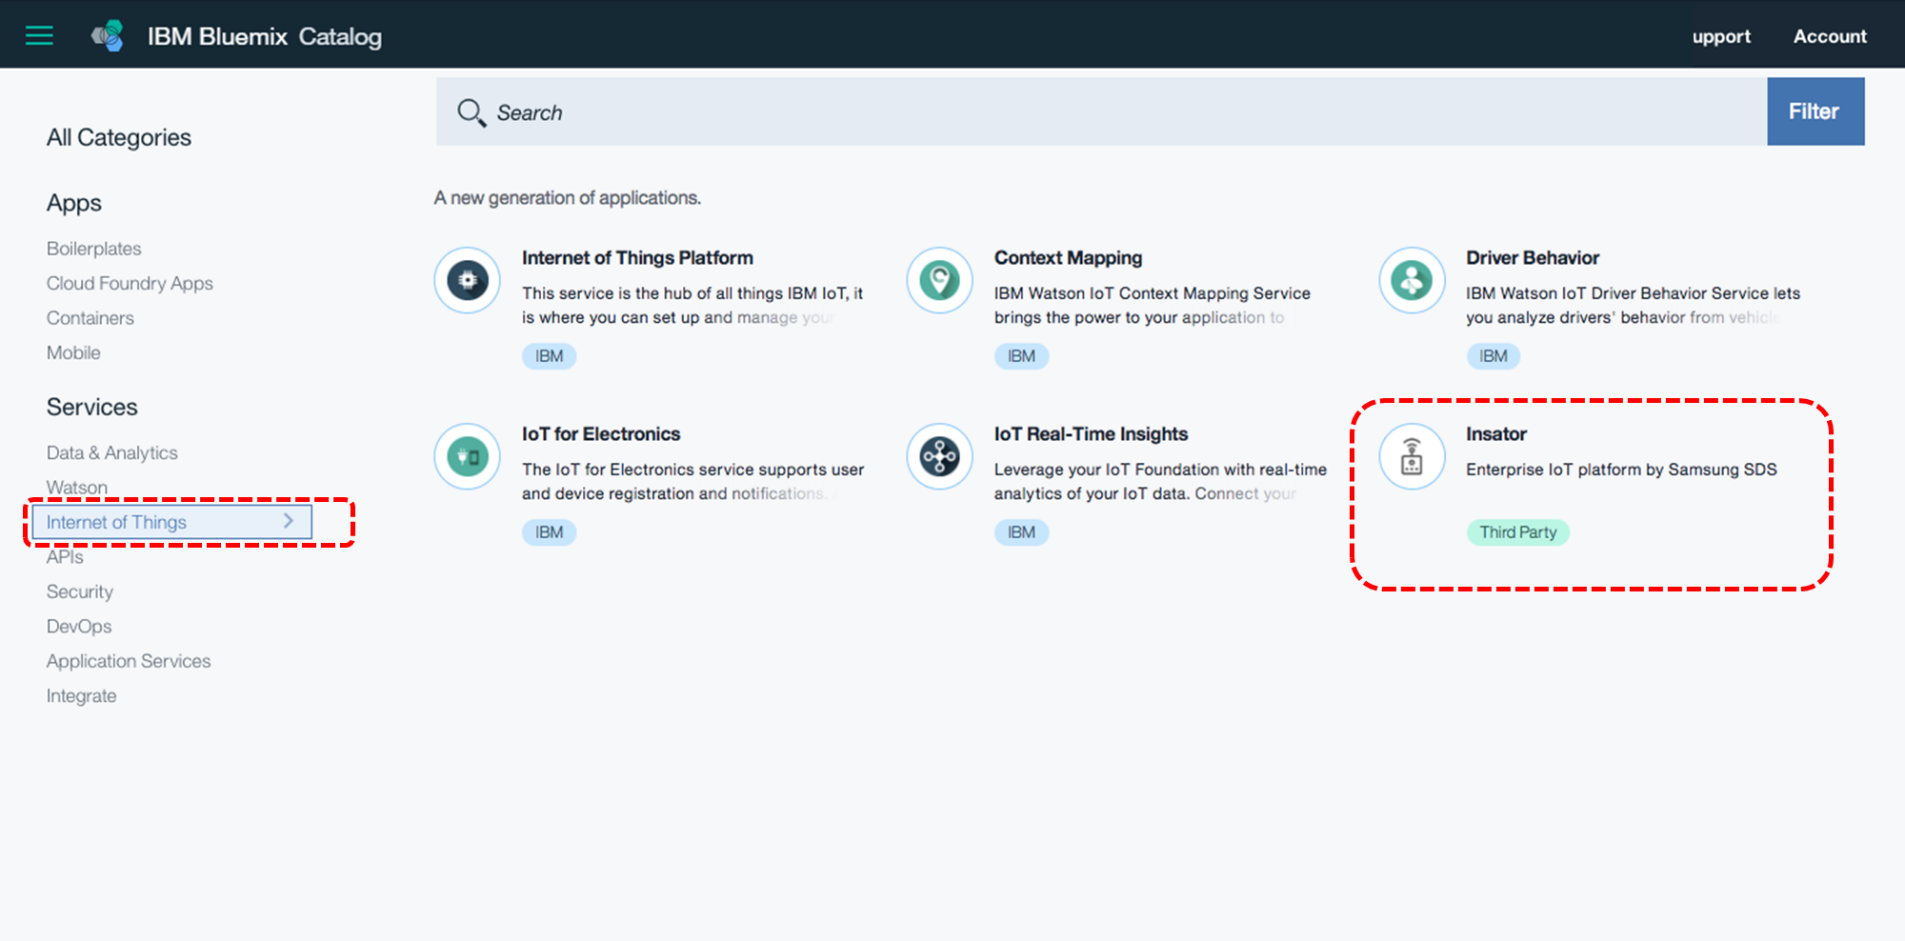 IBM Bluemix Catalog
upport
Account
Search
Filter
All Categories
Apps
Boilerplates
Cloud Foundry Apps
Containers
Mobile
Services
Data & Analytics
Watson
Internet of Things
APIs
Security
DevOps
Application Services
Integrate
A new generation of applications.
Internet of Things Platform
This service is the hub of all things IBM IoT, it
is where you can set up and manage your
IBM
Context Mapping
IBM Watson IoT Context Mapping Service
brings the power to your application to
IBM
Driver Behavior
IBM Watson IoT Driver Behavior Service lets
you analyze drivers' behavior from vehicle
IBM
IoT for Electronics
The IoT for Electronics service supports user
and device registration and notifications.
IBM
IoT Real-Time Insights
Leverage your IoT Foundation with real-time
analytics of your IoT data. Connect your
IBM
Insator
Enterprise IoT platform by Samsung SDS
Third Party